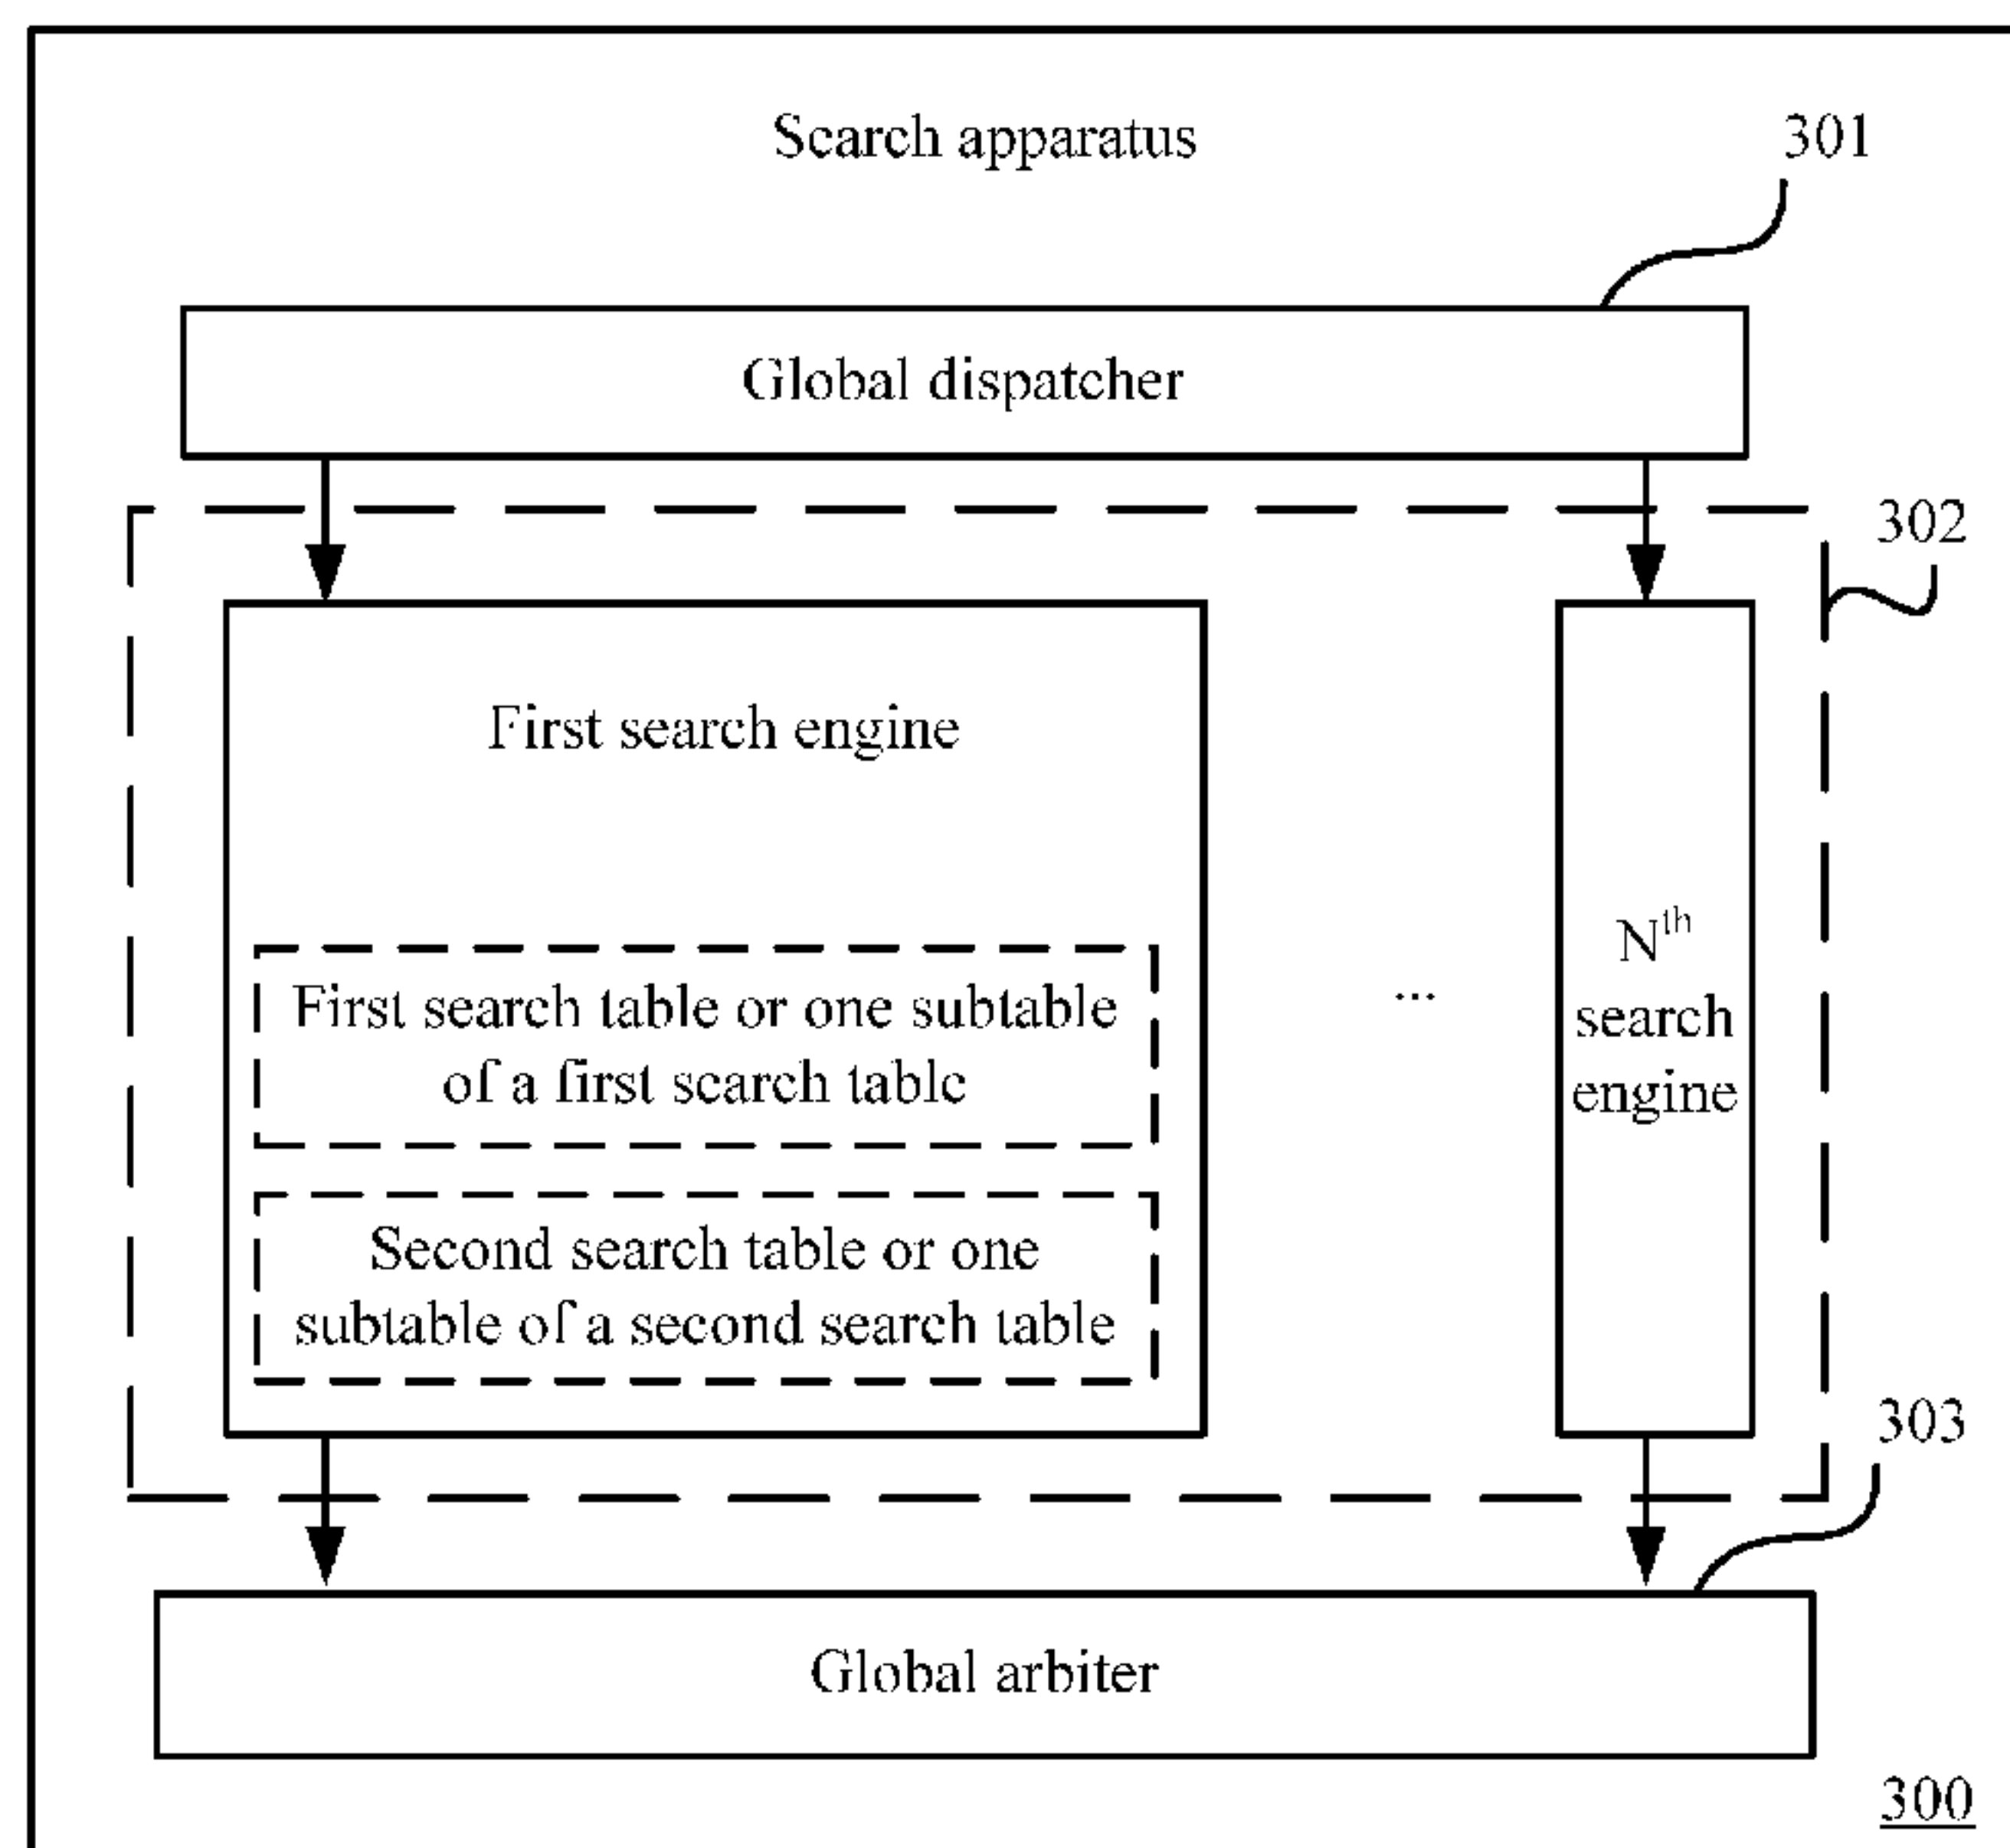 Search apparatus
301
Global dispatcher
302
First search engine
First search table or one subtable
of a first search table
Second search table or one
subtable of a second search table
...
Nth
search
engine
303
Global arbiter
300